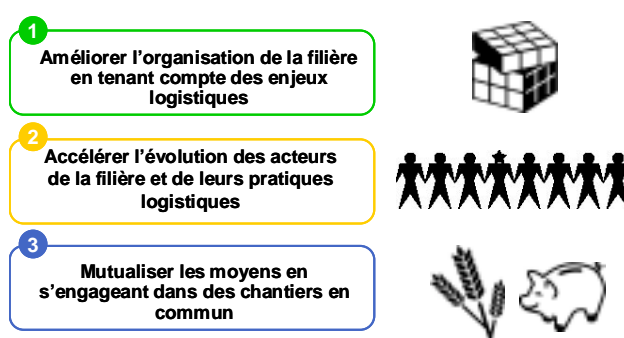 1
Améliorer l’organisation de la filière
en tenant compte des enjeux
logistiques
2
Accélérer l’évolution des acteurs
de la filière et de leurs pratiques
logistiques
3
Mutualiser les moyens en
s’engageant dans des chantiers en
commun